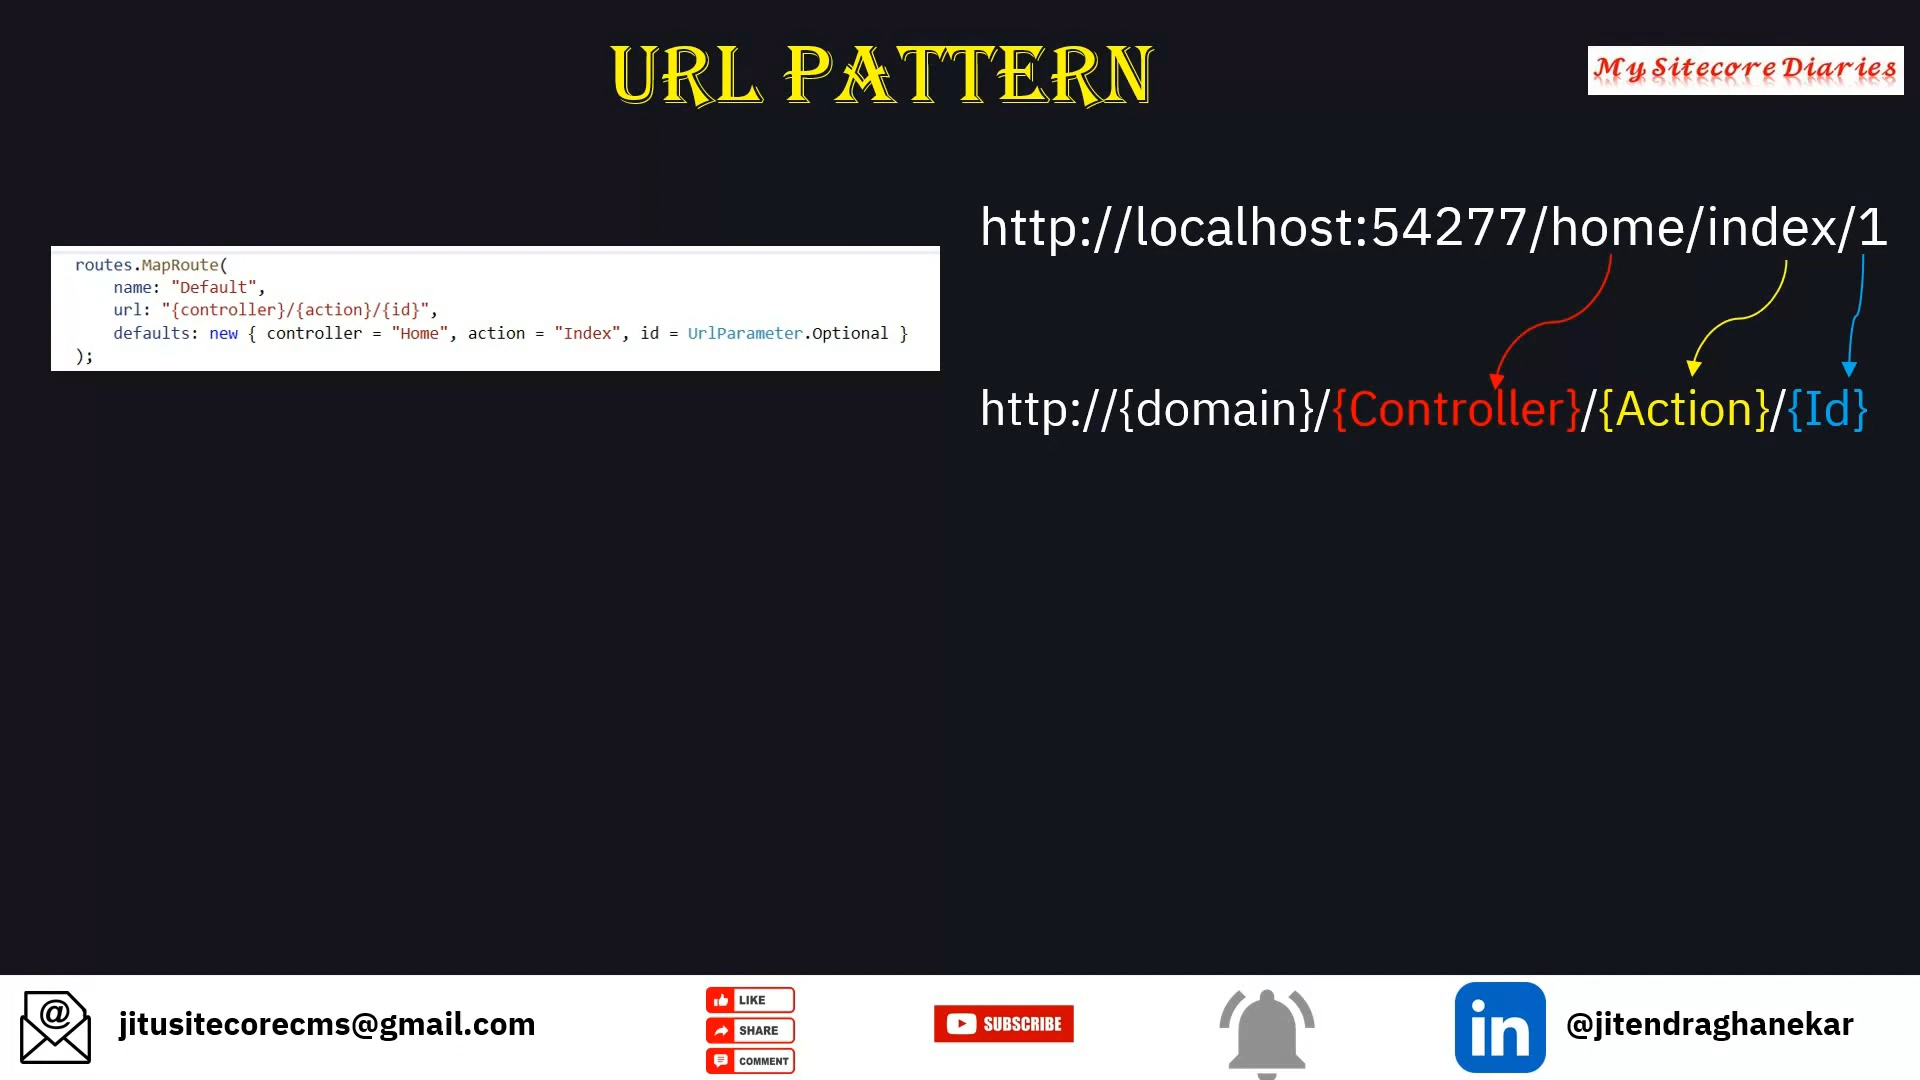 URL PATTERN
My Sitecore Diaries
routes.MapRoute(
name: "Default",
url: "{controller}/{action}/{id}",
defaults: new { controller = "Home", action = "Index", id = UrlParameter.Optional }
);
http://localhost:54277/home/index/1
http://{domain}/{Controller}/{Action}/{Id}
@
jitusitecorecms@gmail.com
LIKE
SHARE
COMMENT
SUBSCRIBE
in
@jitendraghanekar